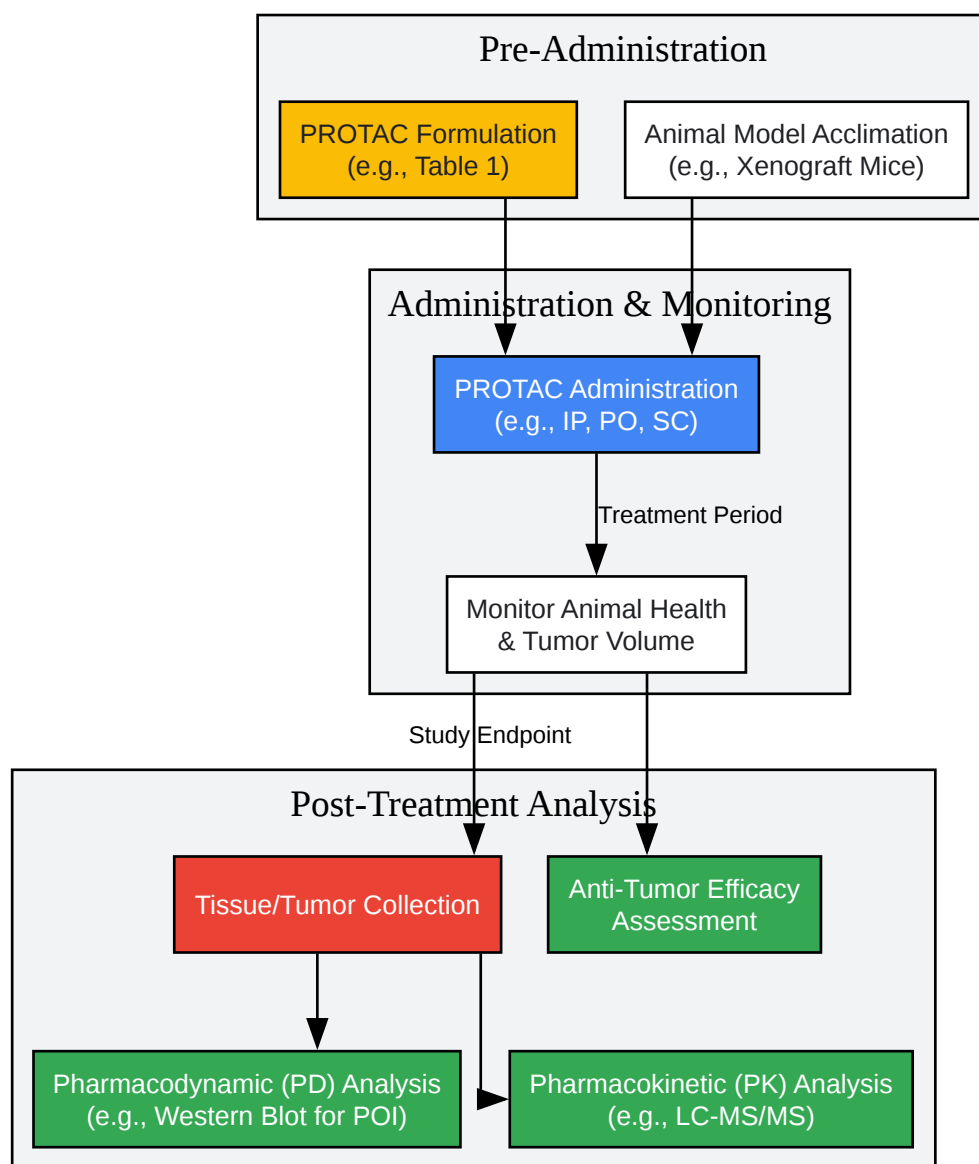 Pre-Administration
PROTAC Formulation
(e.g., Table 1)
Animal Model Acclimation
(e.g., Xenograft Mice)
Administration & Monitoring
PROTAC Administration
(e.g., IP, PO, SC)
Treatment Period
Monitor Animal Health
& Tumor Volume
Study Endpoint
Post-Treatment Analysis
Tissue/Tumor Collection
Anti-Tumor Efficacy
Assessment
Pharmacodynamic (PD) Analysis
(e.g., Western Blot for POI)
Pharmacokinetic (PK) Analysis
(e.g., LC-MS/MS)